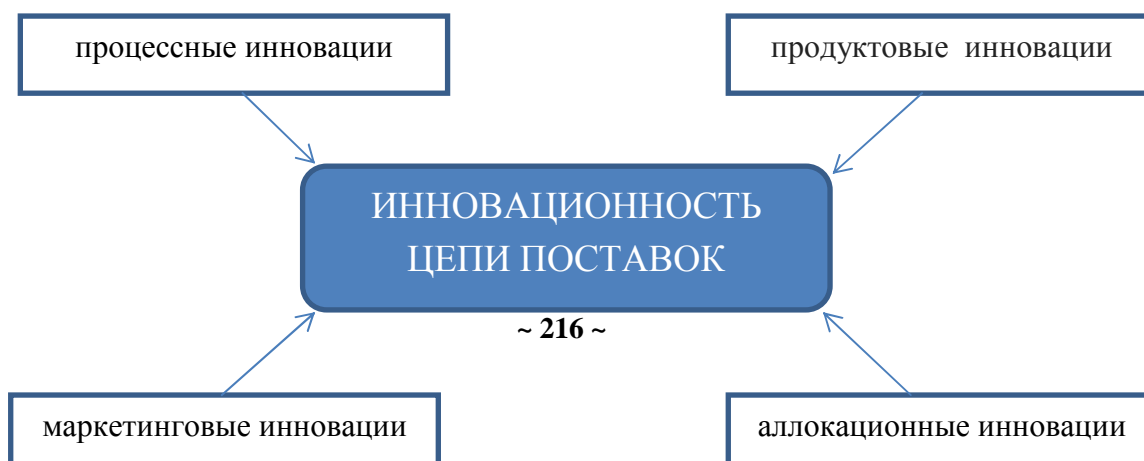 процессные инновации
продуктовые инновации
ИННОВАЦИОННОСТЬ
ЦЕПИ ПОСТАВОК
~ 216 ~
маркетинговые инновации
аллокационные инновации